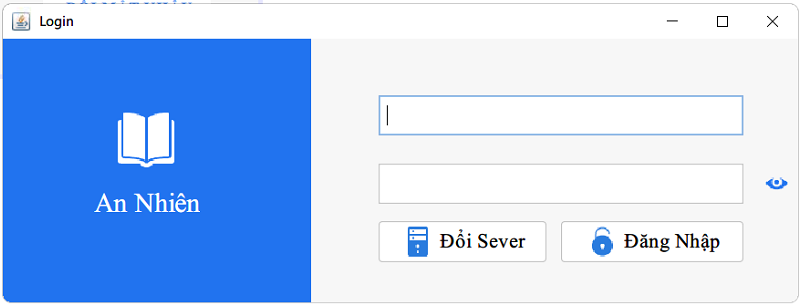 Login
An Nhiên
Đổi Sever
Đăng Nhập